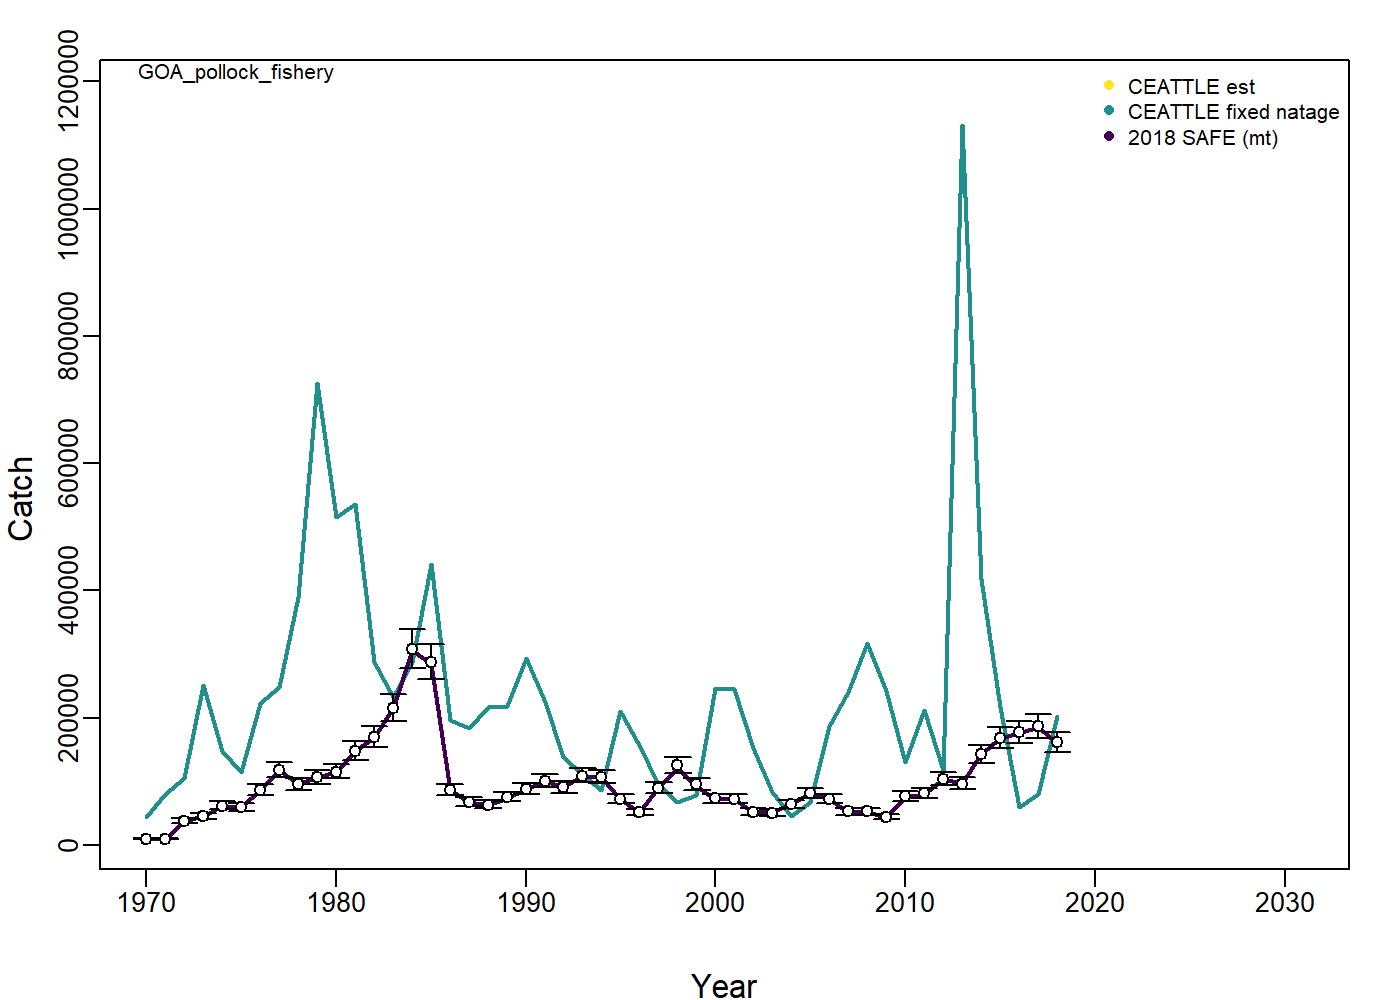 GOA_pollock_fishery
CEATTLE est
CEATTLE fixed natage
2018 SAFE (mt)
Catch
1200000
1000000
800000
600000
400000
200000
0
1970 1980 1990 2000 2010 2020 2030
Year